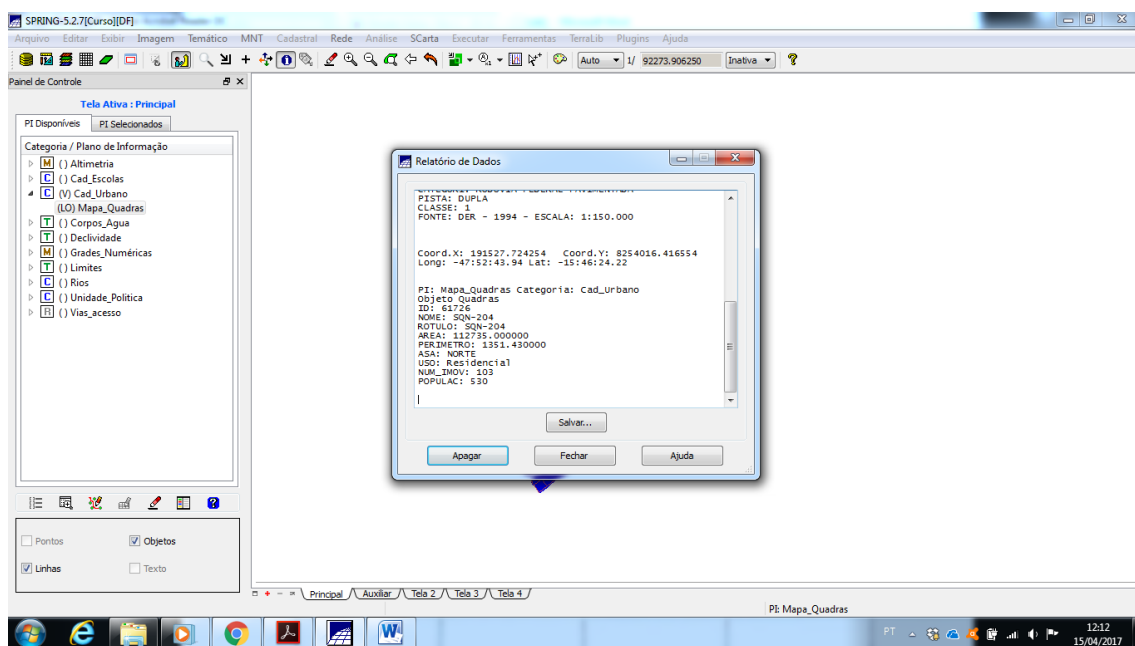 SPRING-5.2.7[Curso][DF]
Arquivo Editar Exibir Imagem Temático MNT Cadastral Rede Análise SCarta Executar Ferramentas TerraLib Plugins Ajuda
Auto 1/ 92273.906250 Inativa
Painel de Controle
Tela Ativa : Principal
PI Disponíveis PI Selecionados
Categoria / Plano de Informação
M () Altimetria
C () Cad_Escolas
C (V) Cad_Urbano
(LO) Mapa_Quadras
T () Corpos_Agua
T () Declividade
M () Grades_Numéricas
T () Limites
C () Rios
C () Unidade_Politica
R () Vias_acesso
Pontos Objetos
Linhas Texto
Relatório de Dados
PISTA: DUPLA
CLASSE: 1
FONTE: DER - 1994 - ESCALA: 1:150.000
Coord.X: 191527.724254 Coord.Y: 8254016.416554
Long: -47:52:43.94 Lat: -15:46:24.22
PI: Mapa_Quadras Categoria: Cad_Urbano
Objeto Quadras
ID: 61726
NOME: SQN-204
ROTULO: SQN-204
AREA: 112735.000000
PERIMETRO: 1351.430000
ASA: NORTE
USO: Residencial
NUM_IMOV: 103
POPULAC: 530
Salvar...
Apagar Fechar Ajuda
Principal Auxiliar Tela 2 Tela 3 Tela 4
PI: Mapa_Quadras
PT 12:12
15/04/2017